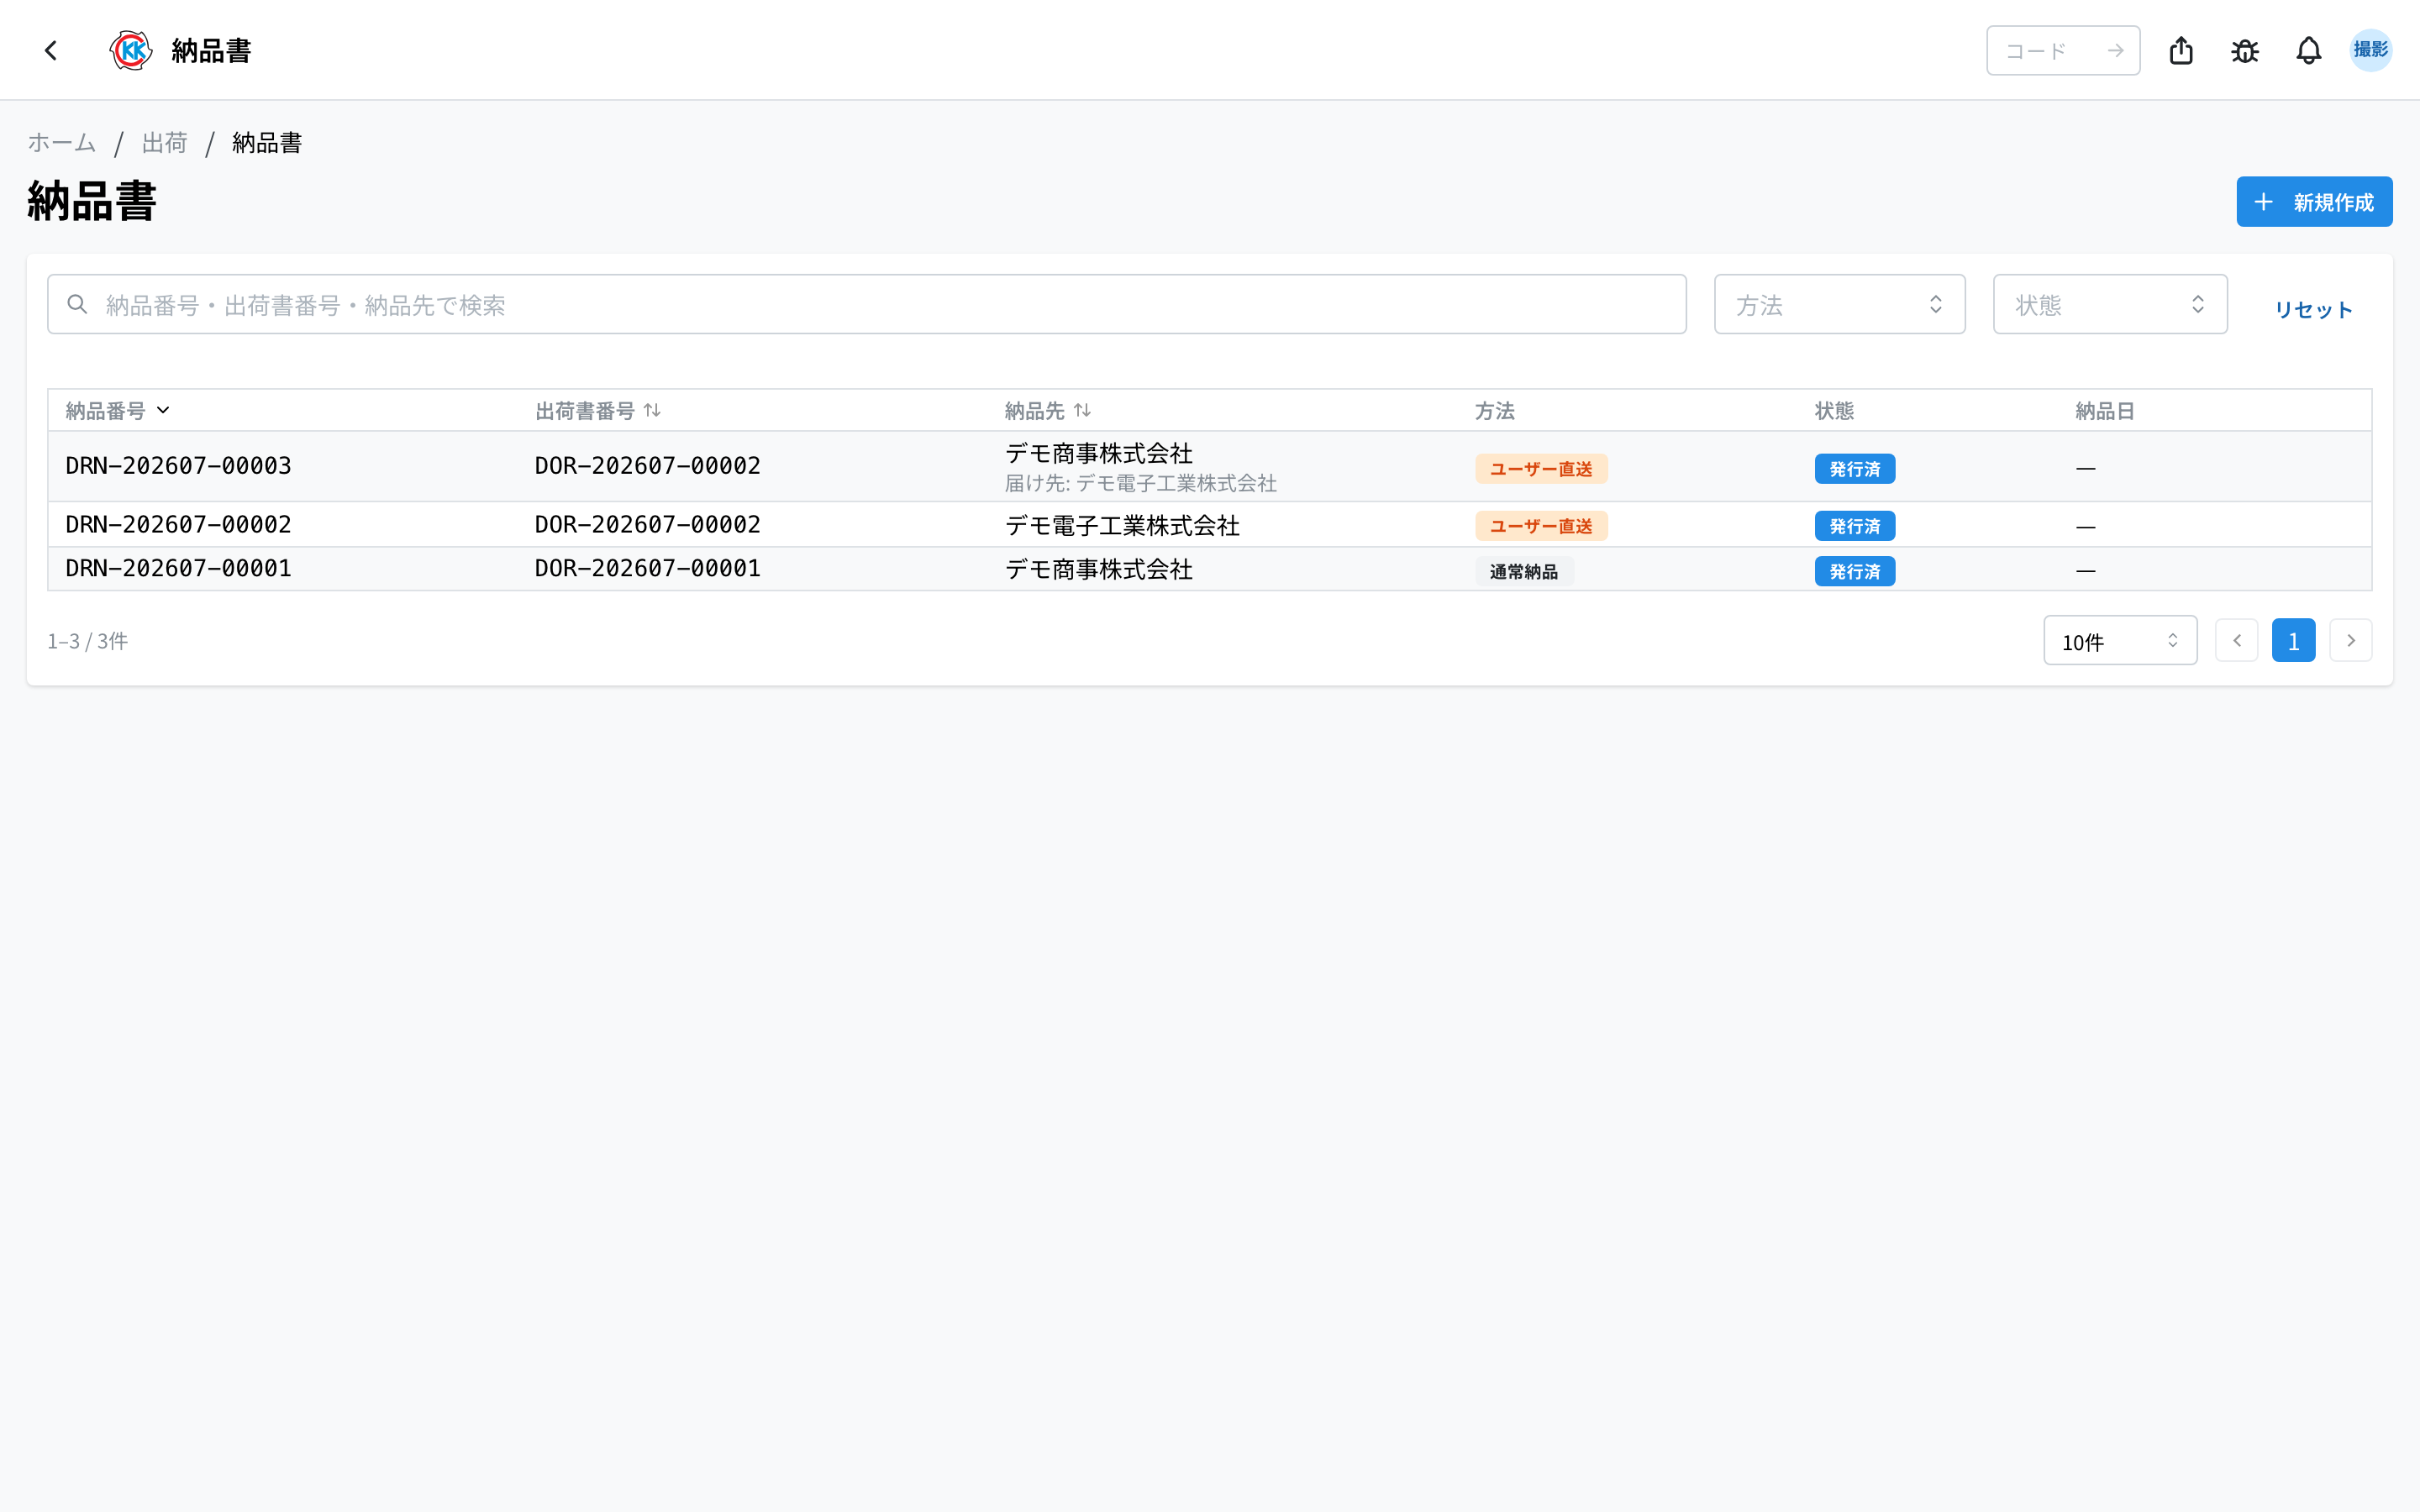 KK 納品書 コード 撮影
ホーム / 出荷 / 納品書
納品書
新規作成
納品番号・出荷書番号・納品先で検索 方法 状態 リセット
納品番号 出荷書番号 納品先 方法 状態 納品日
DRN-202607-00003 DOR-202607-00002 デモ商事株式会社 ユーザー直送 発行済 —
届け先: デモ電子工業株式会社
DRN-202607-00002 DOR-202607-00002 デモ電子工業株式会社 ユーザー直送 発行済 —
DRN-202607-00001 DOR-202607-00001 デモ商事株式会社 通常納品 発行済 —
1–3 / 3件 10件 1